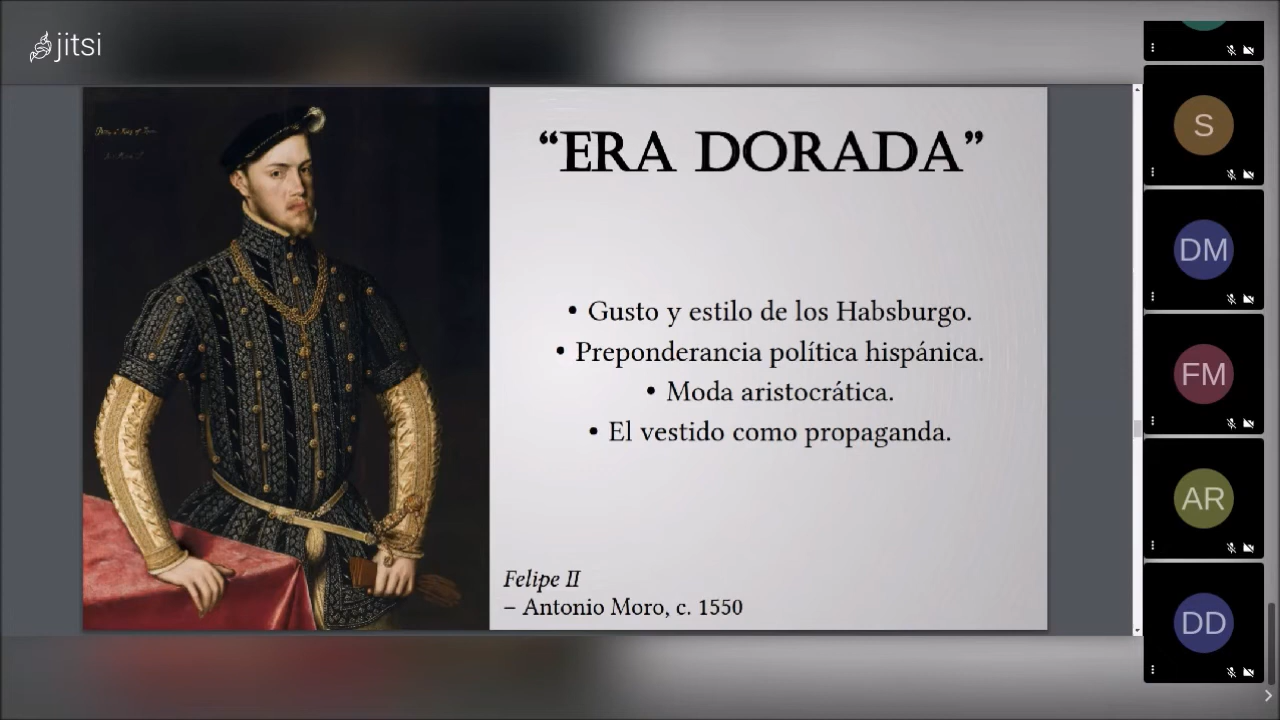 jitsi
“ERA DORADA”
• Gusto y estilo de los Habsburgo.
• Preponderancia política hispánica.
• Moda aristocrática.
• El vestido como propaganda.
Felipe II
– Antonio Moro, c. 1550
S
DM
FM
AR
DD